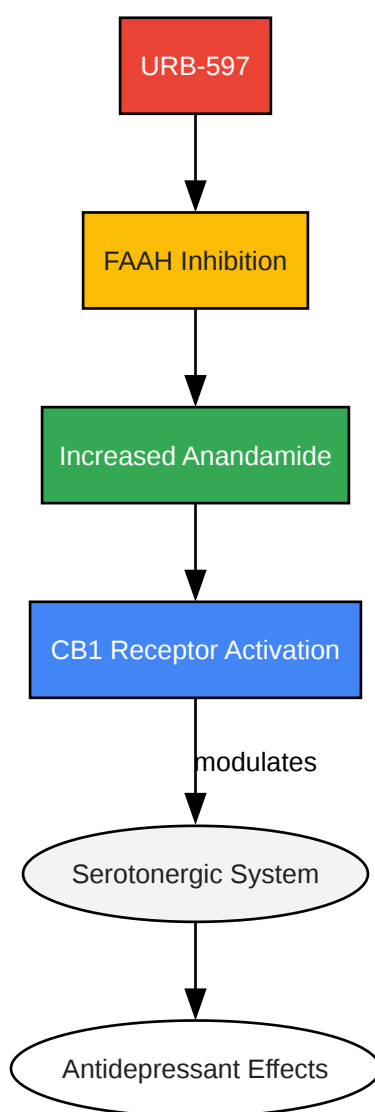 URB-597
FAAH Inhibition
Increased Anandamide
CB1 Receptor Activation
modulates
Serotonergic System
Antidepressant Effects